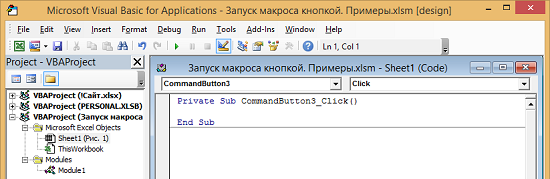 Microsoft Visual Basic for Applications - Запуск макроса кнопкой. Примеры.xlsm [design]
File Edit View Insert Format Debug Run Tools Add-Ins Window Help
Ln 1, Col 1
Project - VBAProject
VBAProject (!Сайт.xlsx)
VBAProject (PERSONAL.XLSB)
VBAProject (Запуск макроса
Microsoft Excel Objects
Sheet1 (Рис. 1)
ThisWorkbook
Modules
Module1
Запуск макроса кнопкой. Примеры.xlsm - Sheet1 (Code)
CommandButton3 Click
Private Sub CommandButton3_Click()
End Sub